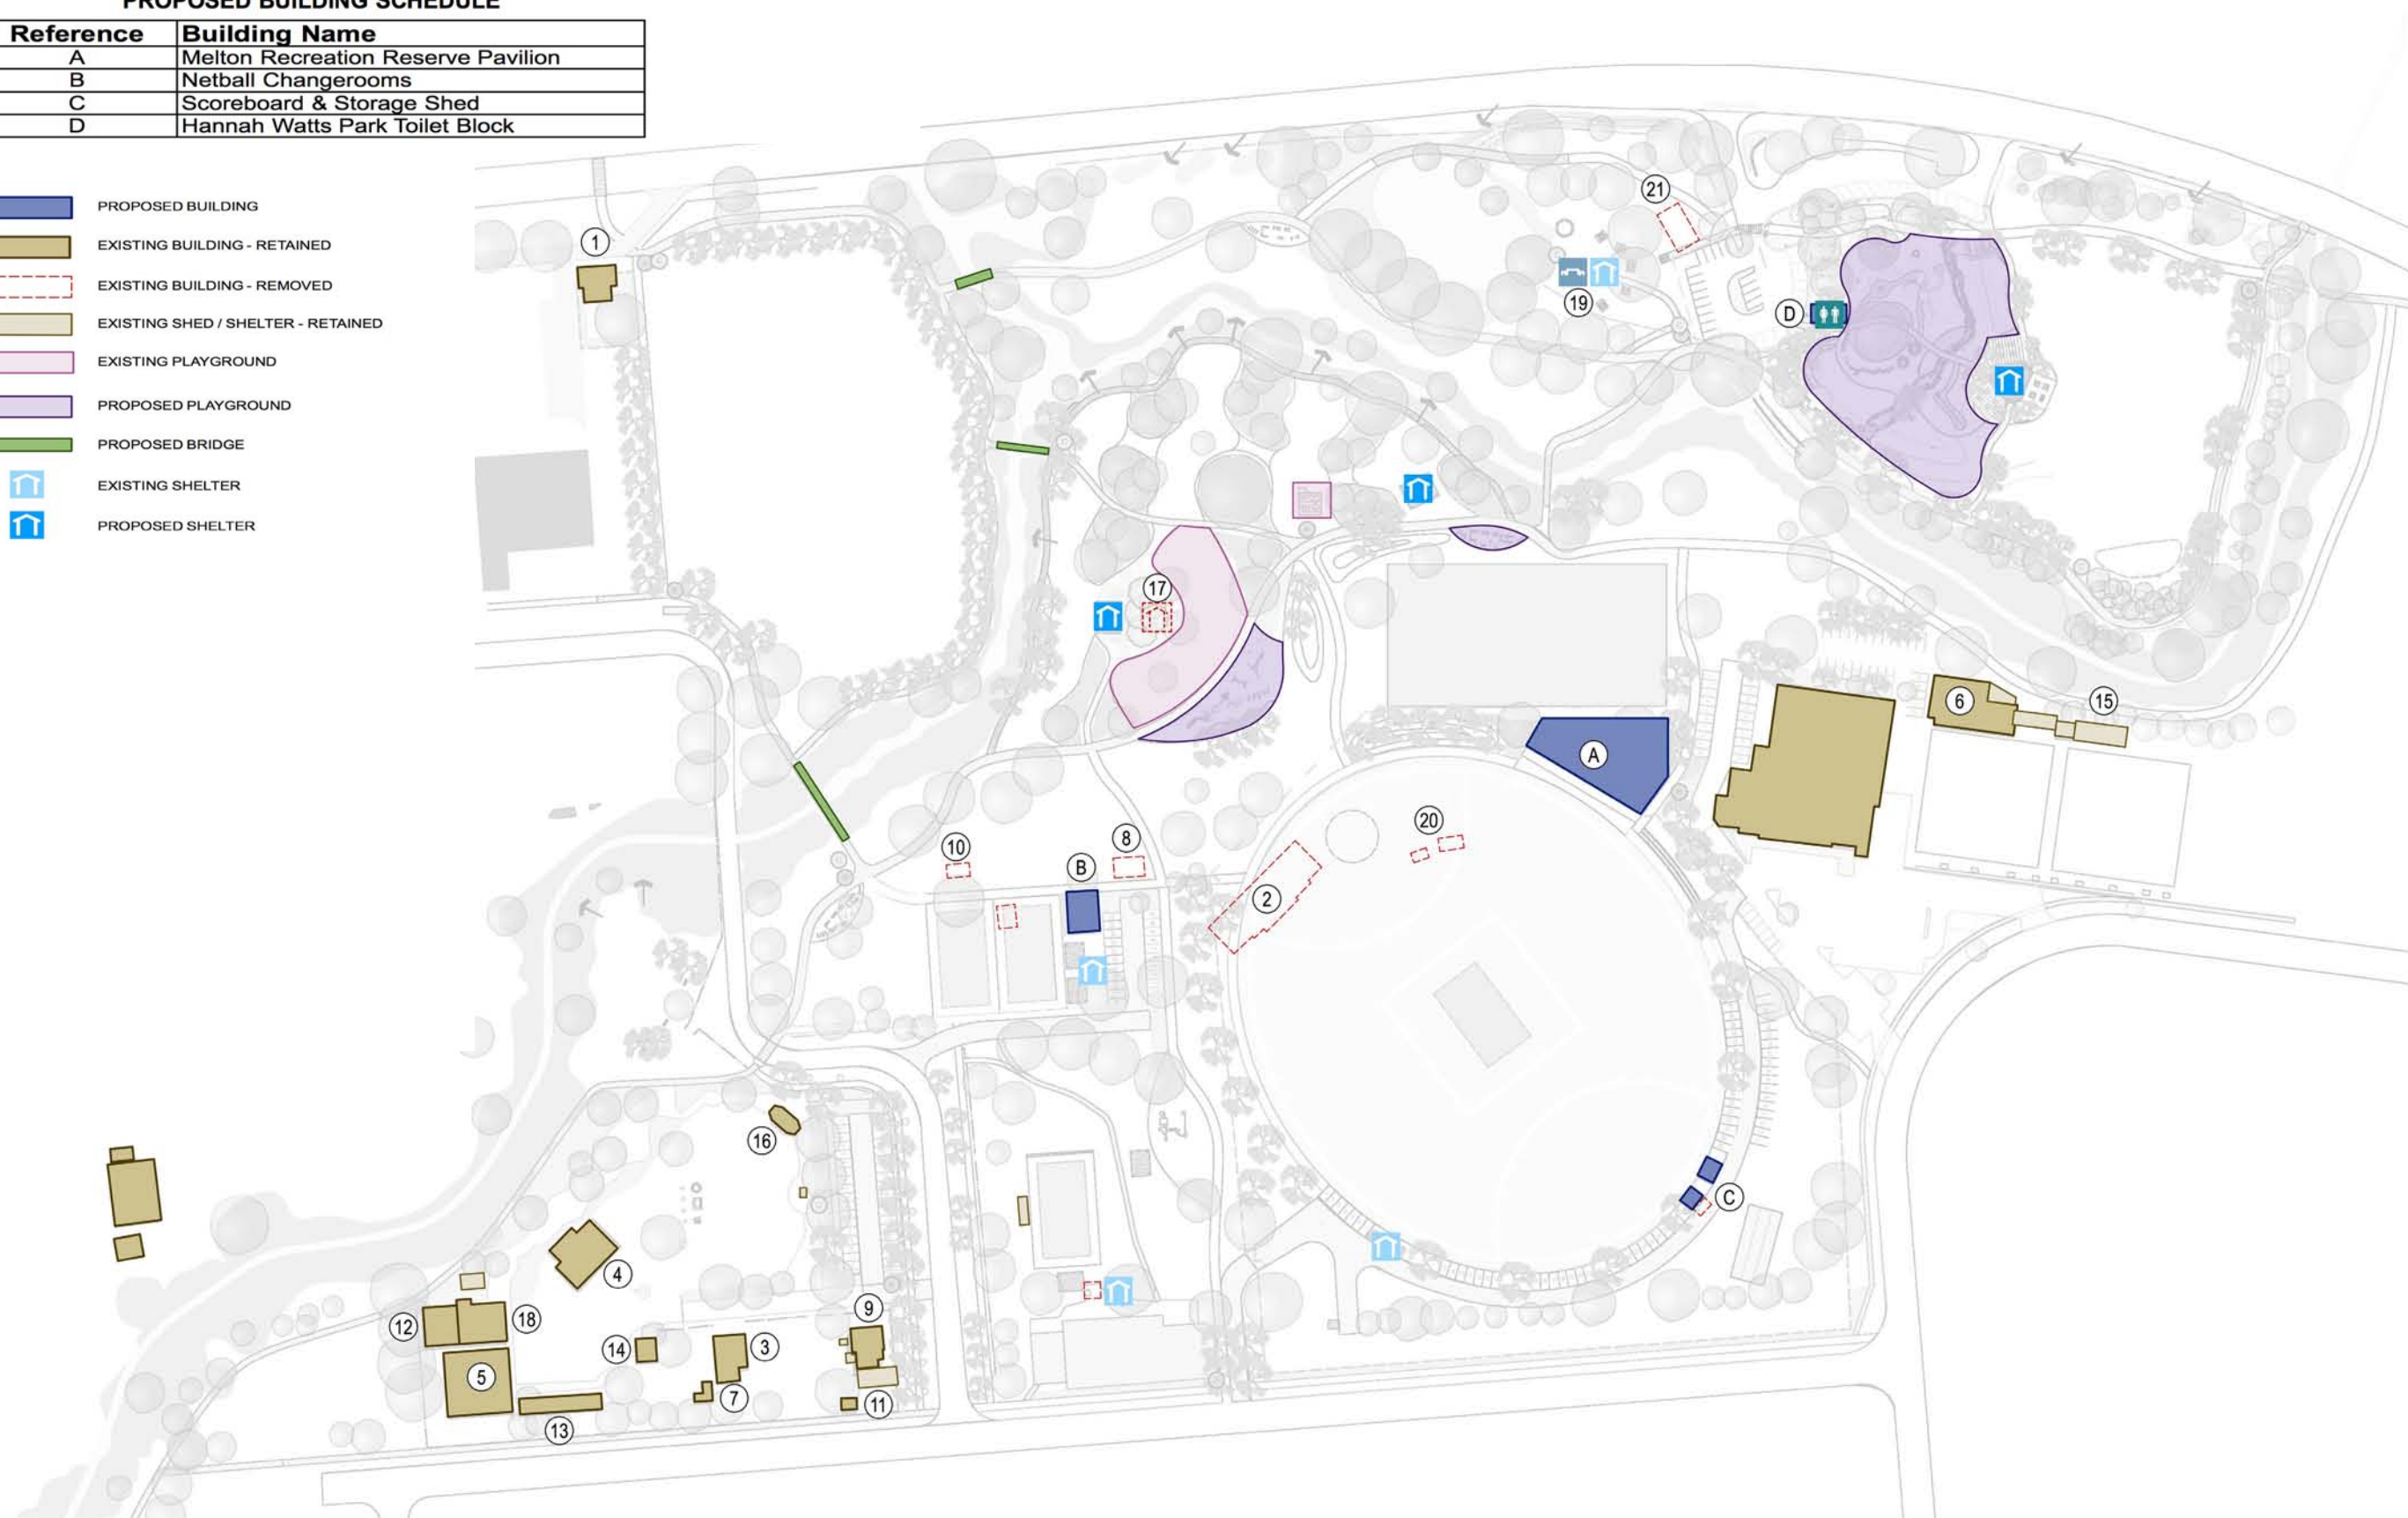 PROPOSED BUILDING SCHEDULE
Reference Building Name
A Melton Recreation Reserve Pavilion
B Netball Changerooms
C Scoreboard & Storage Shed
D Hannah Watts Park Toilet Block
PROPOSED BUILDING
EXISTING BUILDING - RETAINED
EXISTING BUILDING - REMOVED
EXISTING SHED / SHELTER - RETAINED
EXISTING PLAYGROUND
PROPOSED PLAYGROUND
PROPOSED BRIDGE
EXISTING SHELTER
PROPOSED SHELTER
21
1
19
D
17
6
15
A
20
8
10
B
2
16
C
4
9
18
12
14
3
5
7
11
13